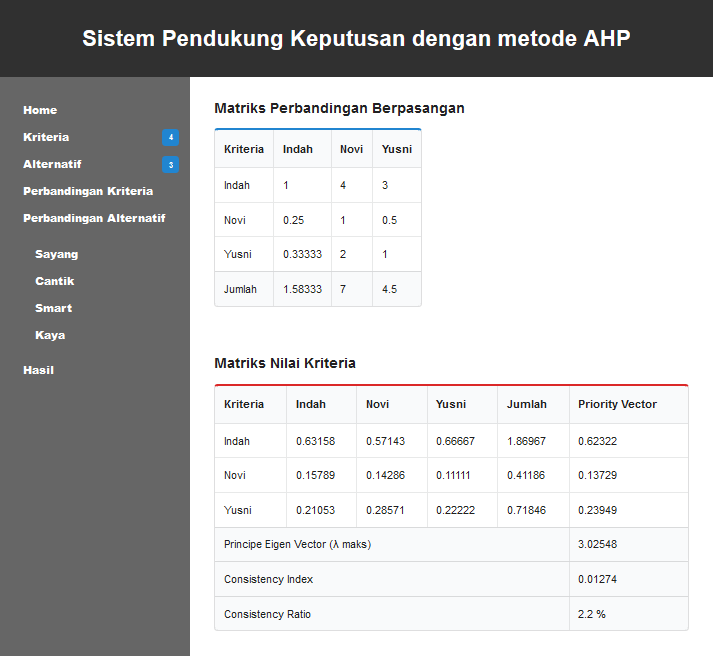 Sistem Pendukung Keputusan dengan metode AHP
Home
Kriteria 4
Alternatif 3
Perbandingan Kriteria
Perbandingan Alternatif
Sayang
Cantik
Smart
Kaya
Hasil
Matriks Perbandingan Berpasangan
Kriteria Indah Novi Yusni
Indah 1 4 3
Novi 0.25 1 0.5
Yusni 0.33333 2 1
Jumlah 1.58333 7 4.5
Matriks Nilai Kriteria
Kriteria Indah Novi Yusni Jumlah Priority Vector
Indah 0.63158 0.57143 0.66667 1.86967 0.62322
Novi 0.15789 0.14286 0.11111 0.41186 0.13729
Yusni 0.21053 0.28571 0.22222 0.71846 0.23949
Principe Eigen Vector (λ maks) 3.02548
Consistency Index 0.01274
Consistency Ratio 2.2 %